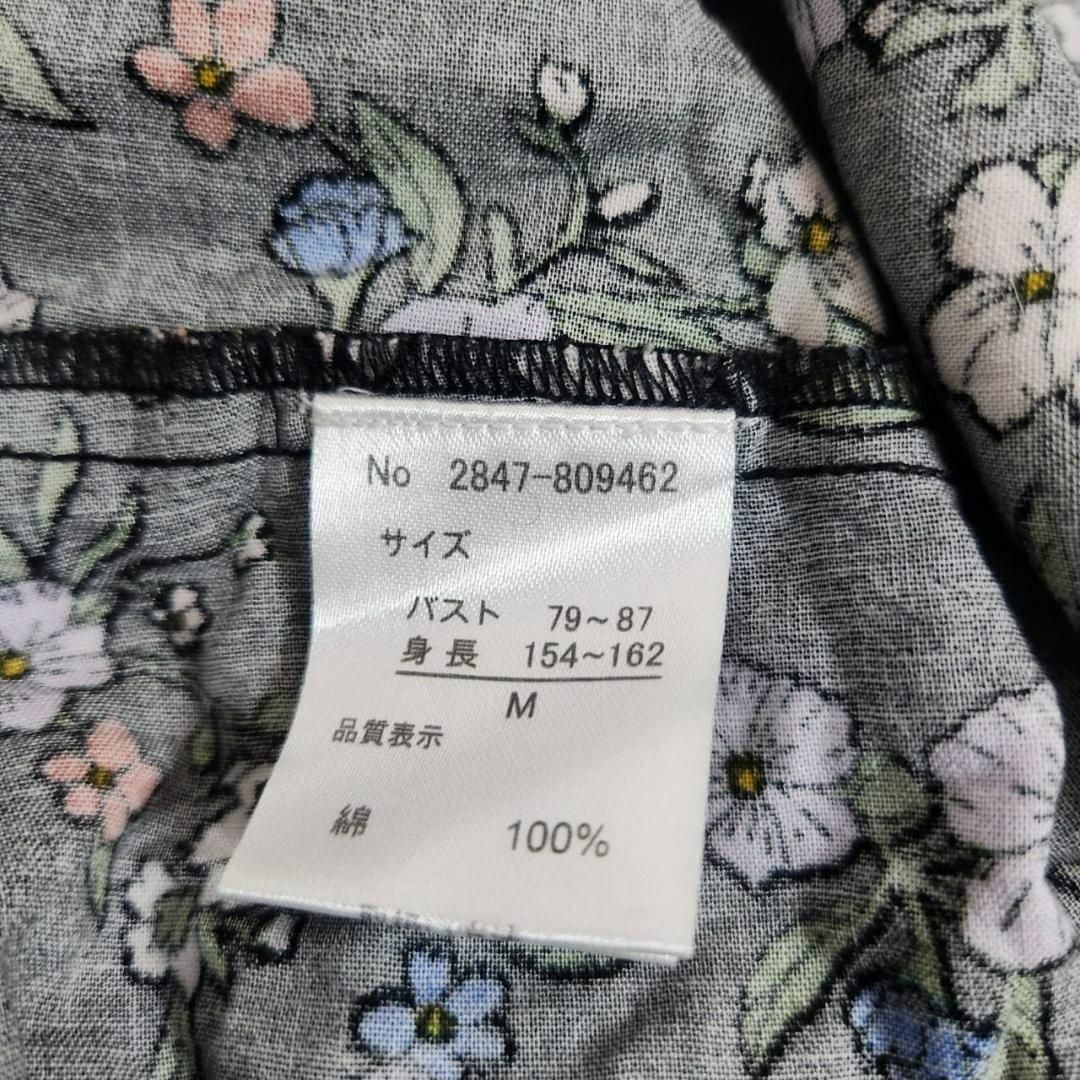 No 2847-809462
サイズ
バスト 79～87
身長 154～162
M
品質表示
綿 100%